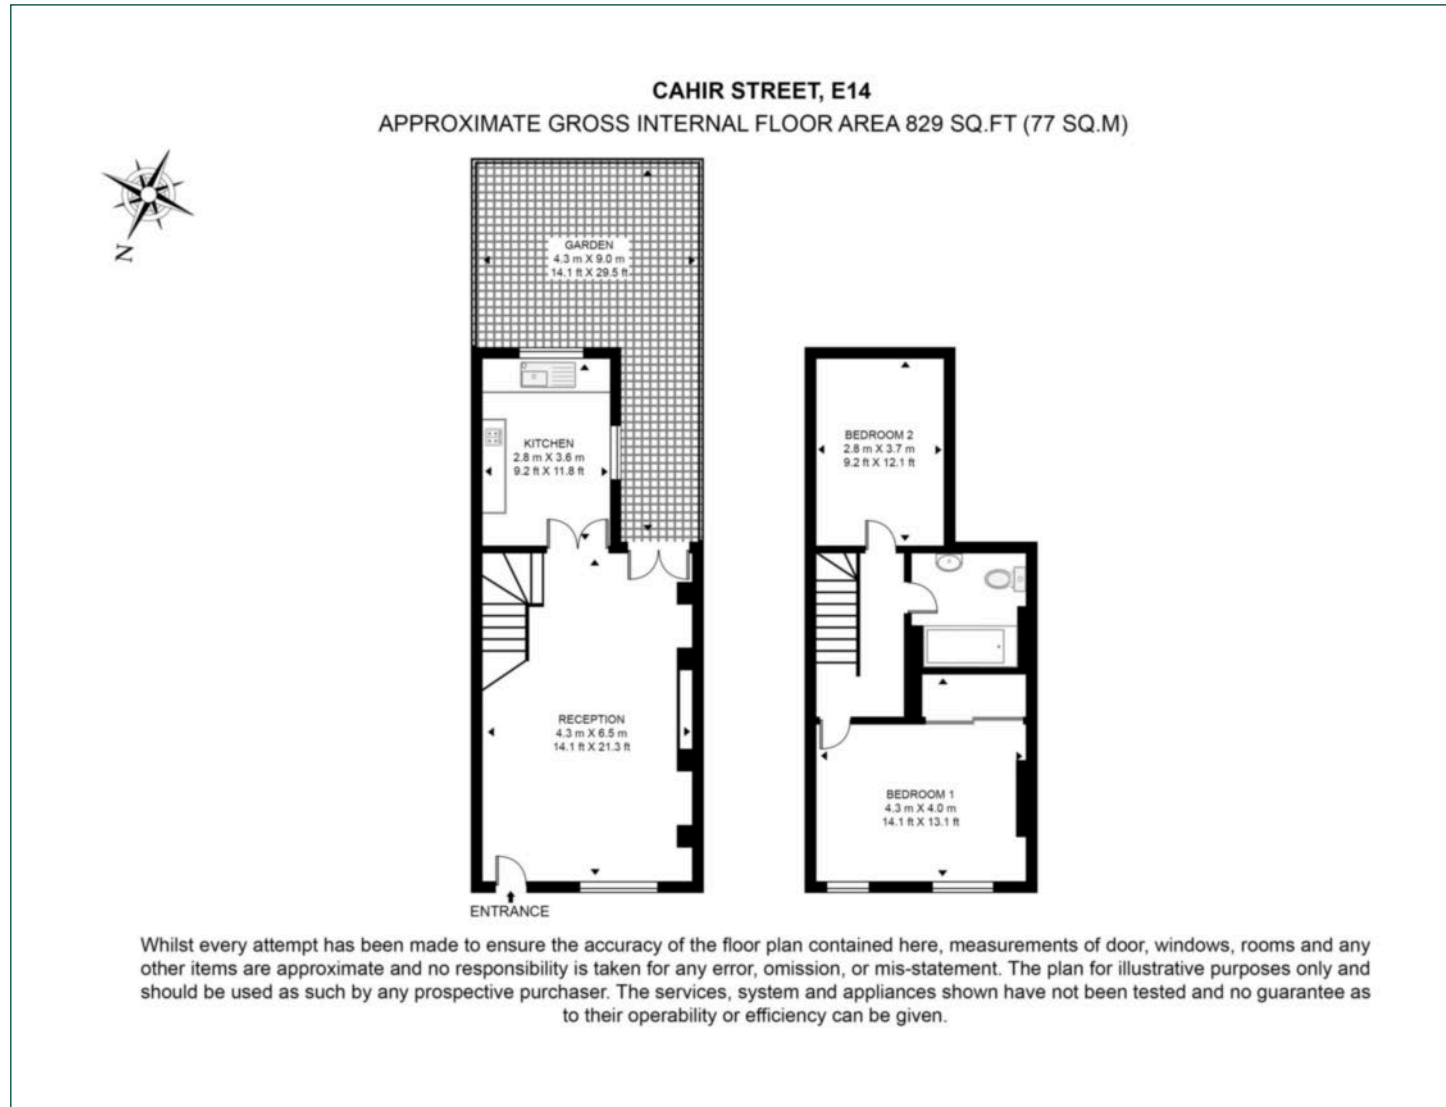 CAHIR STREET, E14
APPROXIMATE GROSS INTERNAL FLOOR AREA 829 SQ.FT (77 SQ.M)
N
GARDEN
4.3 m X 9.0 m
14.1 ft X 29.5 ft
KITCHEN
2.8 m X 3.6 m
9.2 ft X 11.8 ft
RECEPTION
4.3 m X 6.5 m
14.1 ft X 21.3 ft
ENTRANCE
BEDROOM 2
2.8 m X 3.7 m
9.2 ft X 12.1 ft
BEDROOM 1
4.3 m X 4.0 m
14.1 ft X 13.1 ft
Whilst every attempt has been made to ensure the accuracy of the floor plan contained here, measurements of door, windows, rooms and any
other items are approximate and no responsibility is taken for any error, omission, or mis-statement. The plan for illustrative purposes only and
should be used as such by any prospective purchaser. The services, system and appliances shown have not been tested and no guarantee as
to their operability or efficiency can be given.